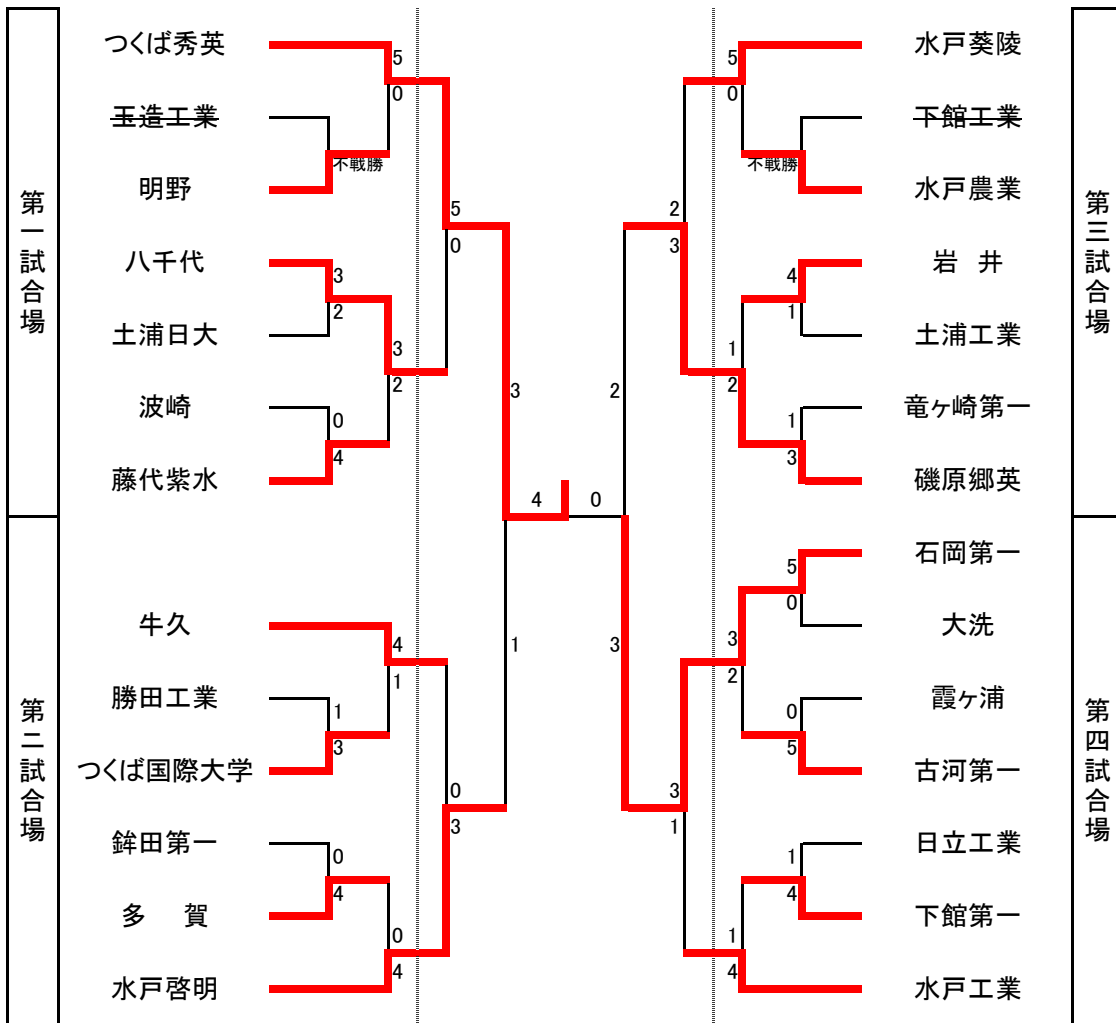 第一試合場
つくば秀英
5
0
玉造工業
不戦勝
明野
5
0
八千代
3
2
土浦日大
3
2
波崎
0
4
藤代紫水
3
第二試合場
牛久
4
1
勝田工業
1
3
つくば国際大学
0
3
鉾田第一
0
4
多 賀
0
4
水戸啓明
1
4
0
第三試合場
水戸葵陵
5
0
下館工業
不戦勝
水戸農業
2
3
岩 井
4
1
土浦工業
1
2
竜ヶ崎第一
1
3
磯原郷英
2
第四試合場
石岡第一
5
0
大洗
3
2
霞ヶ浦
0
5
古河第一
3
1
日立工業
1
4
下館第一
1
4
水戸工業
3